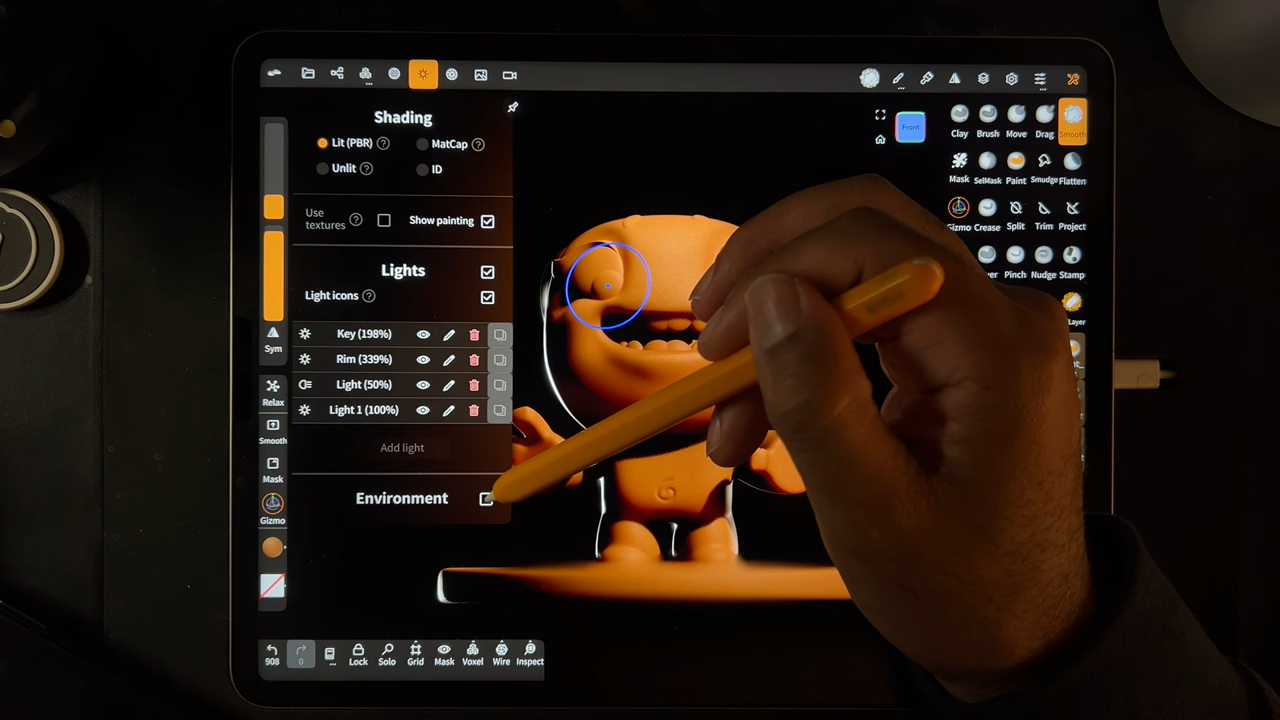 Shading
Lit (PBR) ? MatCap ?
Unlit ? ID
Use textures ? Show painting
Lights
Light icons ?
Key (198%)
Rim (339%)
Light (50%)
Light 1 (100%)
Add light
Environment
Sym
Relax
Smooth
Mask
Gizmo
Front
Clay Brush Move Drag Smooth
Mask SelMask Paint Smudge Flatten
Gizmo Crease Split Trim Project
Pinch Nudge Stamp
908 0 ... Lock Solo Grid Mask Voxel Wire Inspect